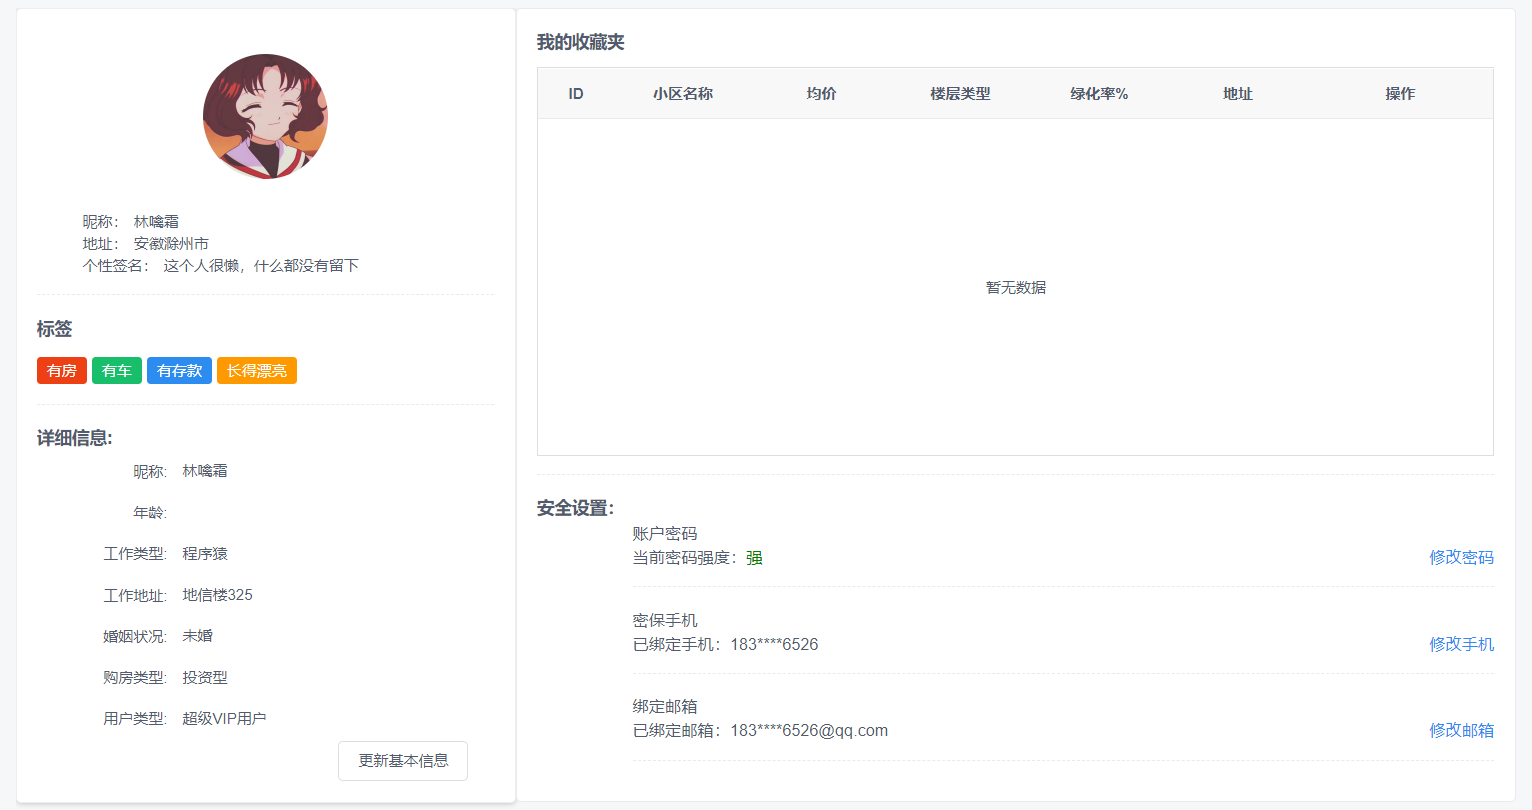 昵称： 林噙霜
地址： 安徽滁州市
个性签名： 这个人很懒，什么都没有留下
标签
有房 有车 有存款 长得漂亮
详细信息:
昵称: 林噙霜
年龄:
工作类型: 程序猿
工作地址: 地信楼325
婚姻状况: 未婚
购房类型: 投资型
用户类型: 超级VIP用户
更新基本信息
我的收藏夹
ID 小区名称 均价 楼层类型 绿化率% 地址 操作
暂无数据
安全设置：
账户密码
当前密码强度：强 修改密码
密保手机
已绑定手机：183****6526 修改手机
绑定邮箱
已绑定邮箱：183****6526@qq.com 修改邮箱